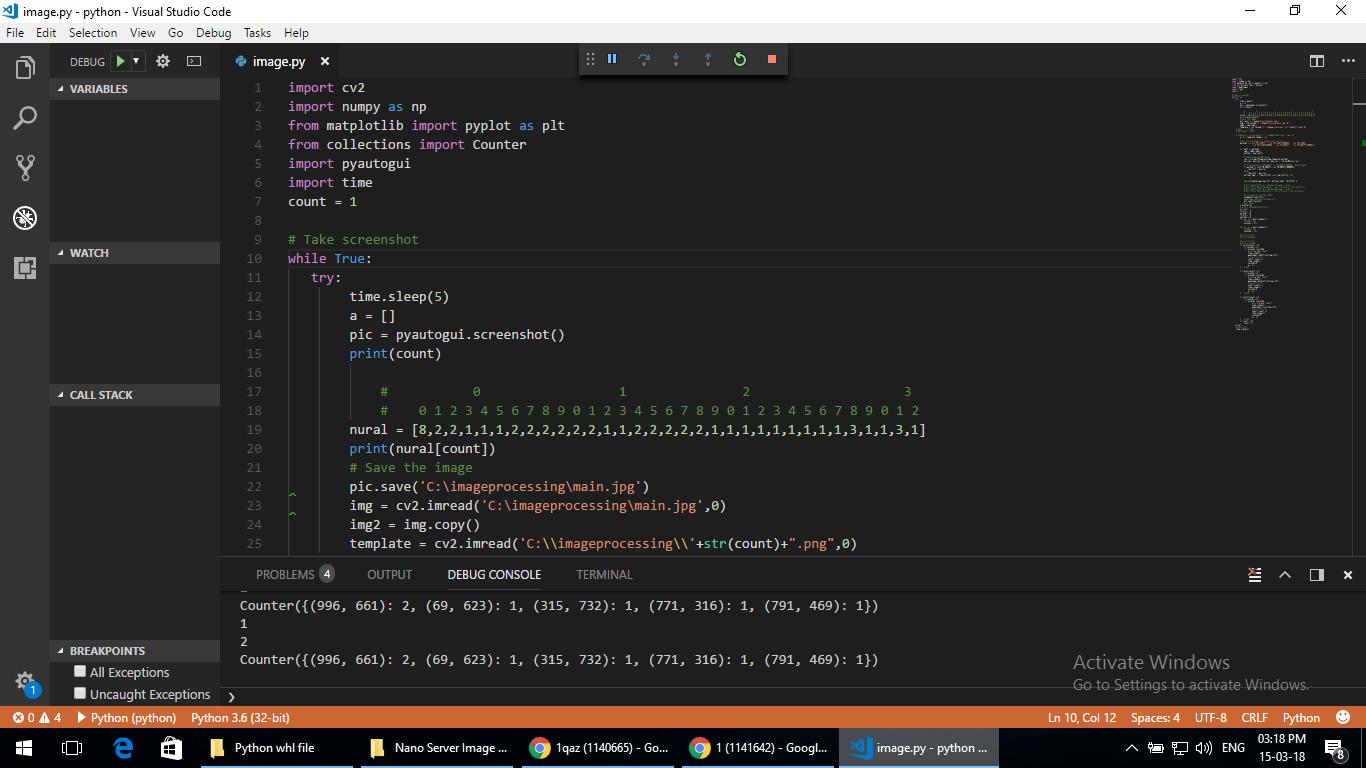 image.py - python - Visual Studio Code
File Edit Selection View Go Debug Tasks Help
DEBUG
image.py
VARIABLES
WATCH
CALL STACK
BREAKPOINTS
All Exceptions
Uncaught Exceptions
1 import cv2
2 import numpy as np
3 from matplotlib import pyplot as plt
4 from collections import Counter
5 import pyautogui
6 import time
7 count = 1
8
9 # Take screenshot
10 while True:
11 try:
12 time.sleep(5)
13 a = []
14 pic = pyautogui.screenshot()
15 print(count)
16
17 # 0 1 2 3
18 # 0 1 2 3 4 5 6 7 8 9 0 1 2 3 4 5 6 7 8 9 0 1 2 3 4 5 6 7 8 9 0 1 2
19 nural = [8,2,2,1,1,1,2,2,2,2,2,2,1,1,2,2,2,2,2,1,1,1,1,1,1,1,1,1,3,1,1,3,1]
20 print(nural[count])
21 # Save the image
22 pic.save('C:\imageprocessing\main.jpg')
23 img = cv2.imread('C:\imageprocessing\main.jpg',0)
24 img2 = img.copy()
25 template = cv2.imread('C:\\imageprocessing\\'+str(count)+".png",0)
PROBLEMS 4 OUTPUT DEBUG CONSOLE TERMINAL
Counter({(996, 661): 2, (69, 623): 1, (315, 732): 1, (771, 316): 1, (791, 469): 1})
1
2
Counter({(996, 661): 2, (69, 623): 1, (315, 732): 1, (771, 316): 1, (791, 469): 1})
Activate Windows
Go to Settings to activate Windows.
1
0 4 Python (python) Python 3.6 (32-bit) Ln 10, Col 12 Spaces: 4 UTF-8 CRLF Python
Python whl file
Nano Server Image ...
1qaz (1140665) - Go...
1 (1141642) - Googl...
image.py - python ...
ENG
03:18 PM
15-03-18
8